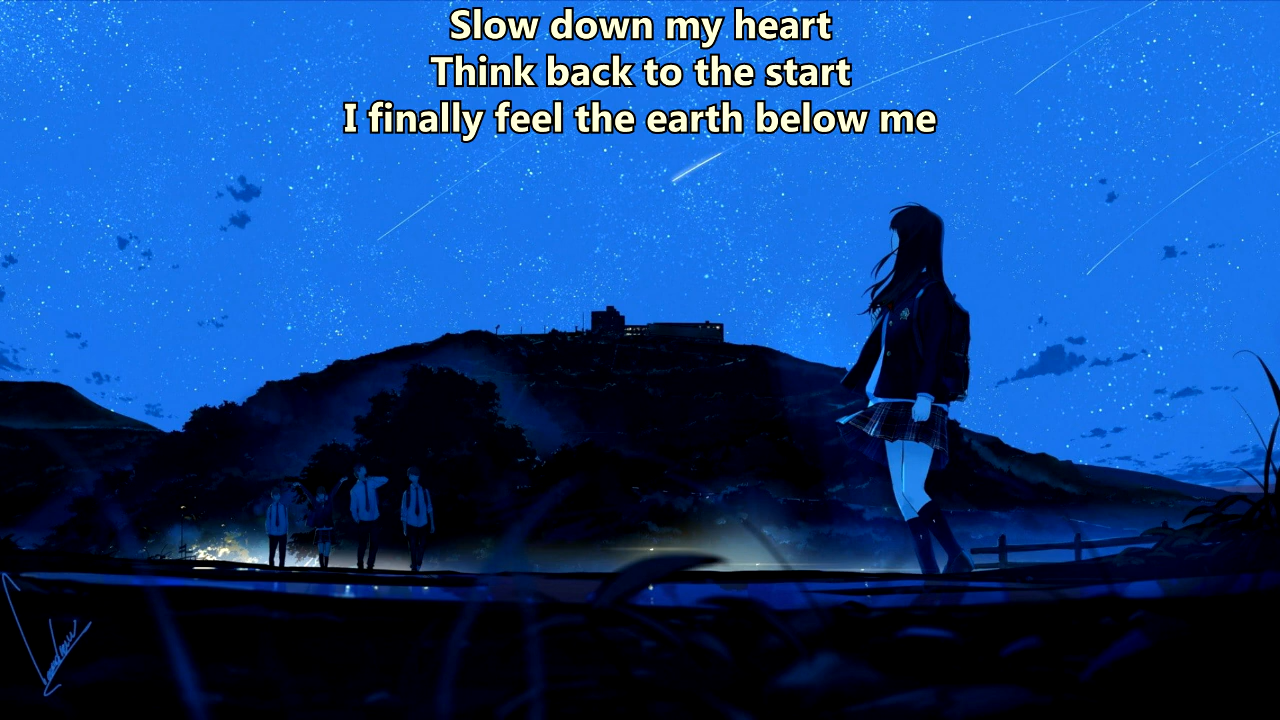 Slow down my heart
Think back to the start
I finally feel the earth below me